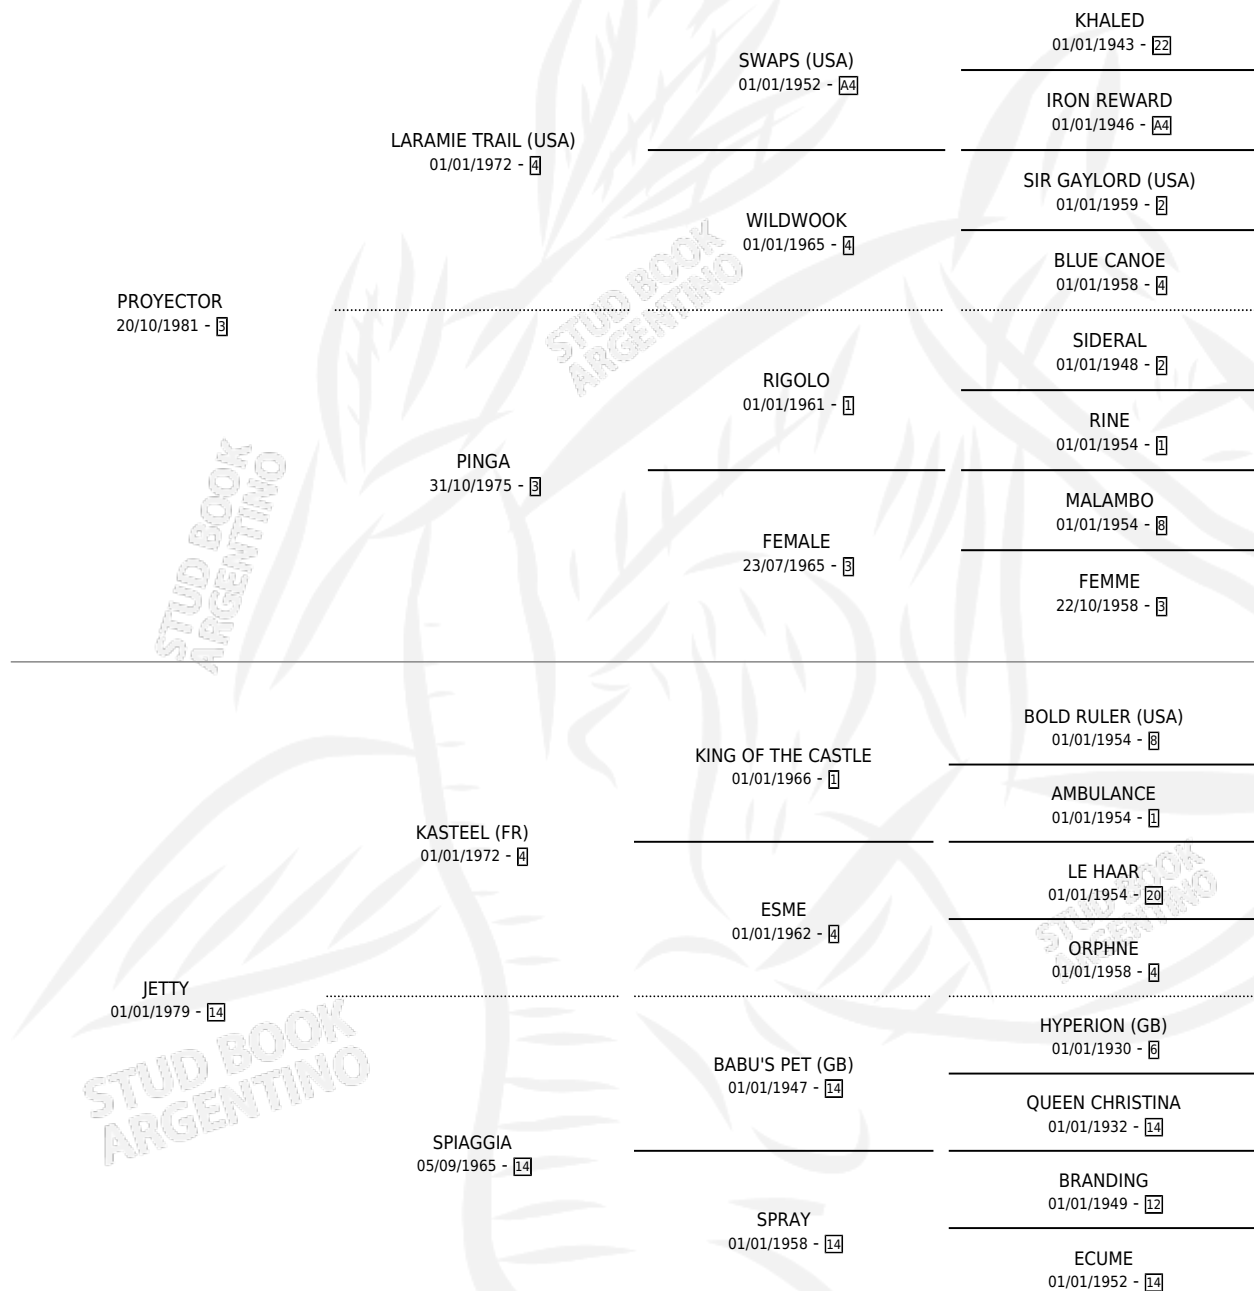 KHALED
01/01/1943 - 22
SWAPS (USA)
01/01/1952 - A4
IRON REWARD
01/01/1946 - A4
LARAMIE TRAIL (USA)
01/01/1972 - 4
SIR GAYLORD (USA)
01/01/1959 - 2
WILDWOOK
01/01/1965 - 4
BLUE CANOE
01/01/1958 - 4
PROYECTOR
20/10/1981 - 3
SIDERAL
01/01/1948 - 2
RIGOLO
01/01/1961 - 1
RINE
01/01/1954 - 1
PINGA
31/10/1975 - 3
MALAMBO
01/01/1954 - 8
FEMALE
23/07/1965 - 3
FEMME
22/10/1958 - 3
BOLD RULER (USA)
01/01/1954 - 8
KING OF THE CASTLE
01/01/1966 - 1
AMBULANCE
01/01/1954 - 1
KASTEEL (FR)
01/01/1972 - 4
LE HAAR
01/01/1954 - 20
ESME
01/01/1962 - 4
ORPHNE
01/01/1958 - 4
JETTY
01/01/1979 - 14
HYPERION (GB)
01/01/1930 - 6
BABU'S PET (GB)
01/01/1947 - 14
QUEEN CHRISTINA
01/01/1932 - 14
SPIAGGIA
05/09/1965 - 14
BRANDING
01/01/1949 - 12
SPRAY
01/01/1958 - 14
ECUME
01/01/1952 - 14
STUD BOOK
ARGENTINO
STUD BOOK
ARGENTINO
STUD BOOK
ARGENTINO
STUD BOOK
ARGENTINO